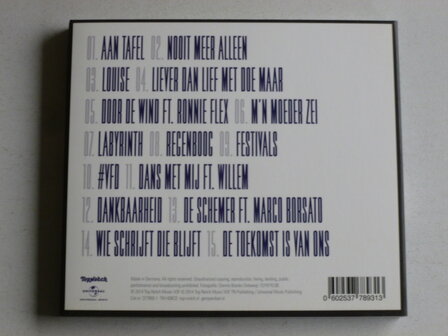 01. AAN TAFEL 02. NOOIT MEER ALLEEN
03. LOUISE 04. LIEVER DAN LIEF MET DOE MAAR
05. DOOR DE WIND FT. RONNIE FLEX 06. M'N MOEDER ZEI
07. LABYRINTH 08. REGENBOOG 09. FESTIVALS
10. #VFD 11. DANS MET MIJ FT. WILLEM
12. DANKBAARHEID 13. DE SCHEMER FT. MARCO BORSATO
14. WIE SCHRIJFT DIE BLIJFT 15. DE TOEKOMST IS VAN ONS
Topnotch
UNIVERSAL
0 602537 789313